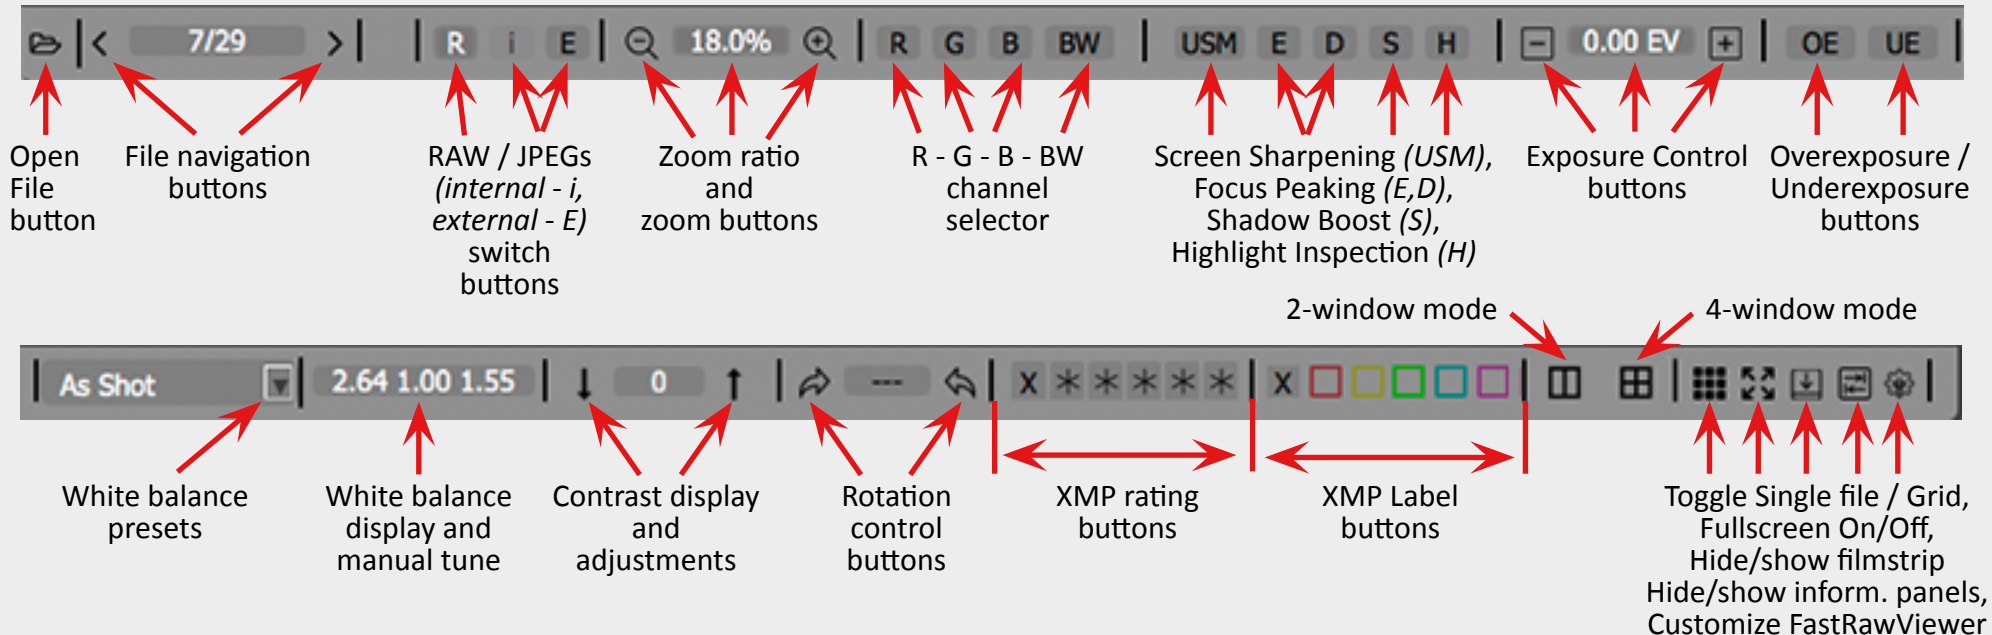 7/29 R i E 18.0% R G B BW USM E D S H 0.00 EV OE UE
Open
File
button
File navigation
buttons
RAW / JPEGs
(internal - i,
external - E)
switch
buttons
Zoom ratio
and
zoom buttons
R - G - B - BW
channel
selector
Screen Sharpening (USM),
Focus Peaking (E,D),
Shadow Boost (S),
Highlight Inspection (H)
Exposure Control
buttons
Overexposure /
Underexposure
buttons
2-window mode
4-window mode
As Shot 2.64 1.00 1.55 0 --- X * * * * * X
White balance
presets
White balance
display and
manual tune
Contrast display
and
adjustments
Rotation
control
buttons
XMP rating
buttons
XMP Label
buttons
Toggle Single file / Grid,
Fullscreen On/Off,
Hide/show filmstrip
Hide/show inform. panels,
Customize FastRawViewer